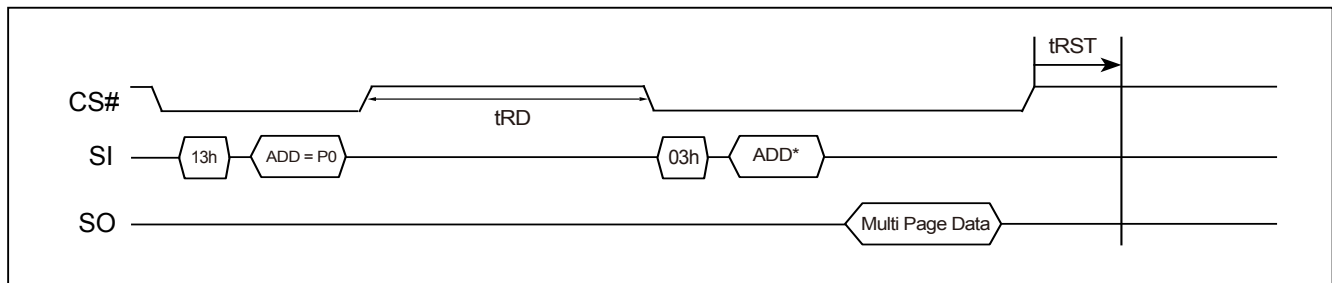 tRST
CS#
tRD
SI 13h ADD = P0 03h ADD*
SO Multi Page Data